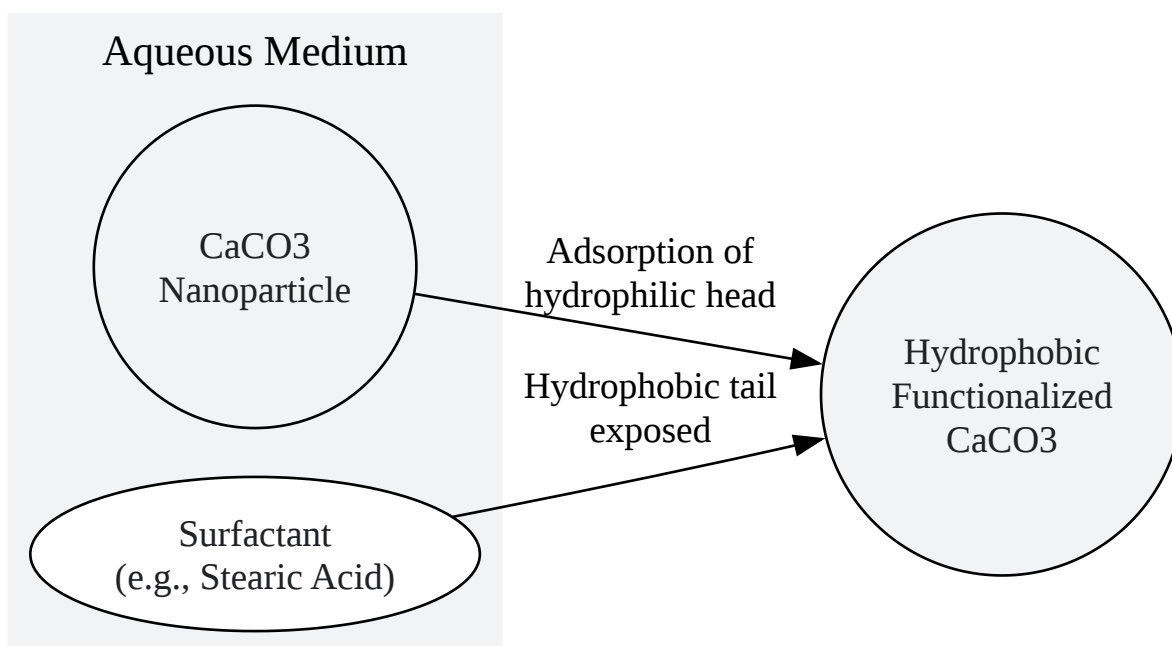 Aqueous Medium
CaCO3
Nanoparticle
Adsorption of
hydrophilic head
Hydrophobic tail
exposed
Hydrophobic
Functionalized
CaCO3
Surfactant
(e.g., Stearic Acid)